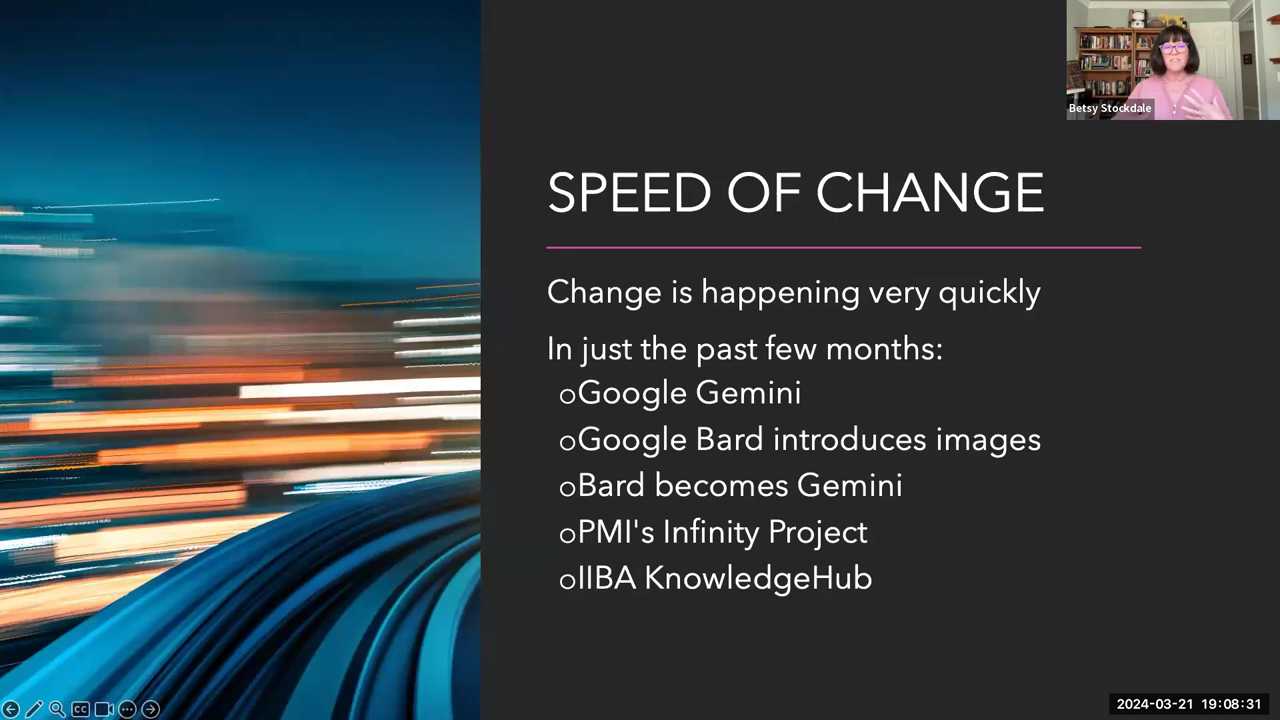 Betsy Stockdale
SPEED OF CHANGE
Change is happening very quickly
In just the past few months:
oGoogle Gemini
oGoogle Bard introduces images
oBard becomes Gemini
oPMI's Infinity Project
oIIBA KnowledgeHub
CC
2024-03-21 19:08:31